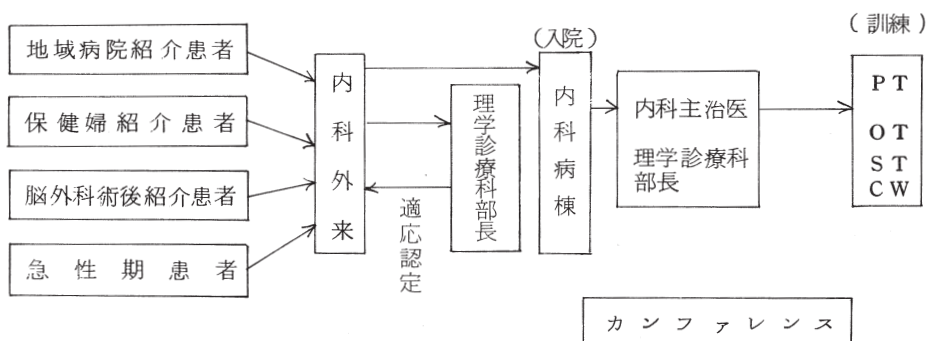 地域病院紹介患者
保健婦紹介患者
脳外科術後紹介患者
急性期患者
内科外来
理学診療科部長
適応認定
(入院)
内科病棟
内科主治医
理学診療科
部長
(訓練)
PT
OT
ST
CW
カンファレンス